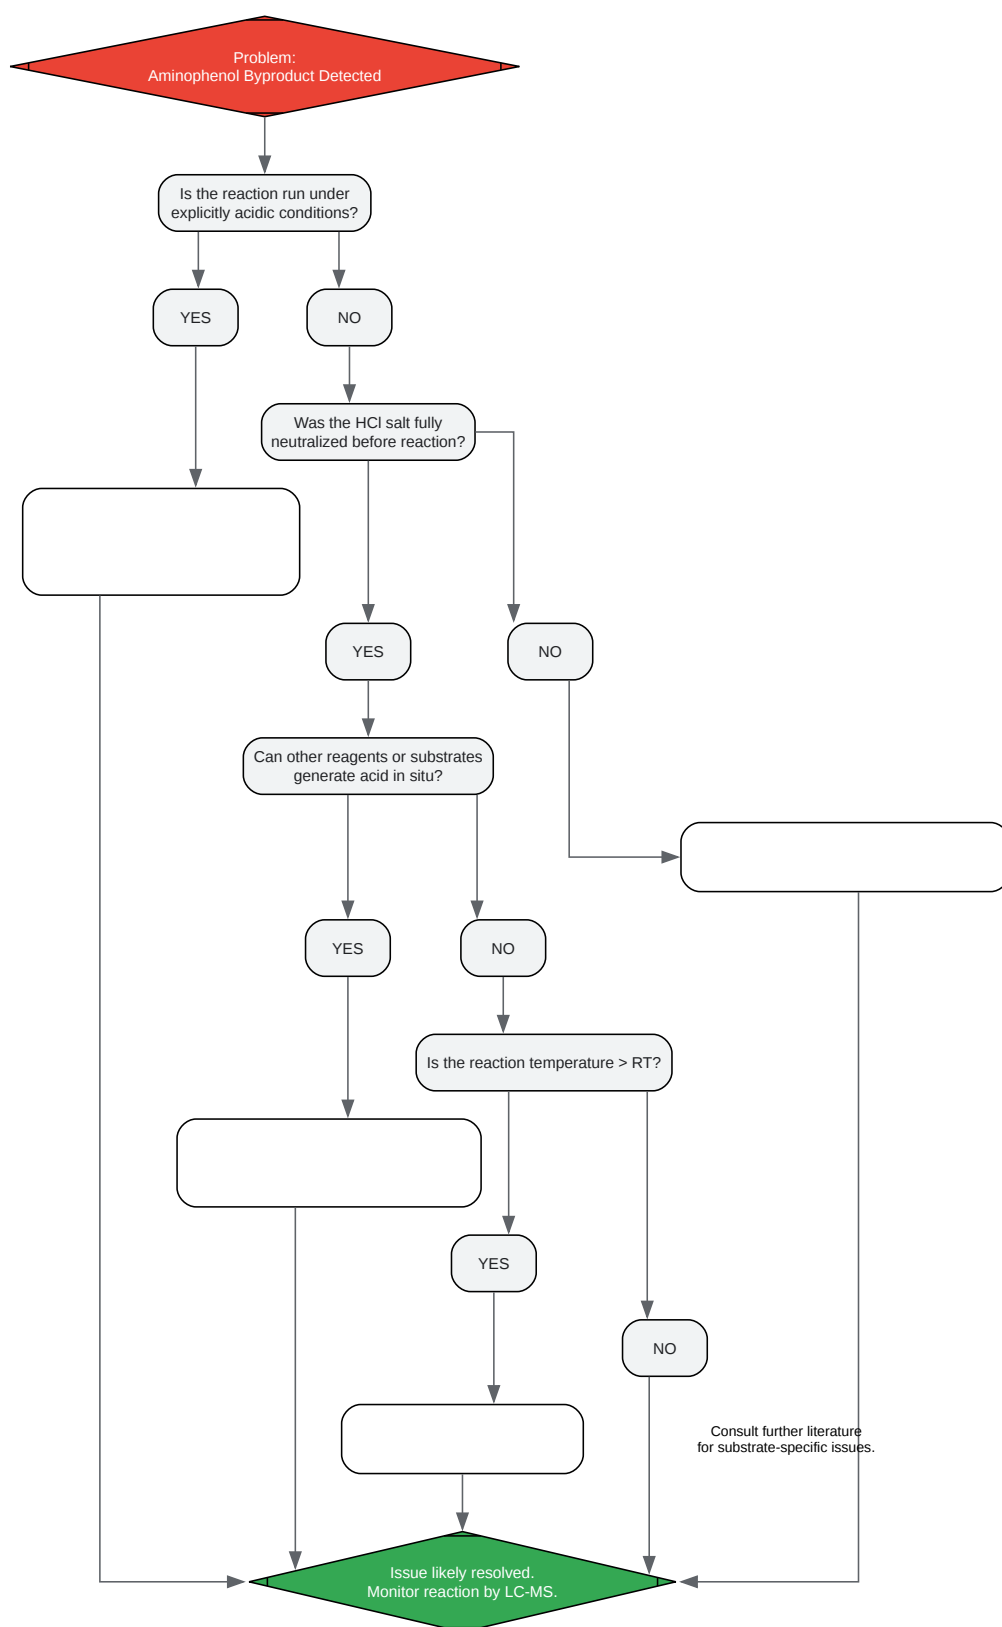 Problem:
Aminophenol Byproduct Detected
Is the reaction run under
explicitly acidic conditions?
YES
NO
Was the HCl salt fully
neutralized before reaction?
YES
NO
Can other reagents or substrates
generate acid in situ?
YES
NO
Is the reaction temperature > RT?
YES
NO
Consult further literature
for substrate-specific issues.
Issue likely resolved.
Monitor reaction by LC-MS.